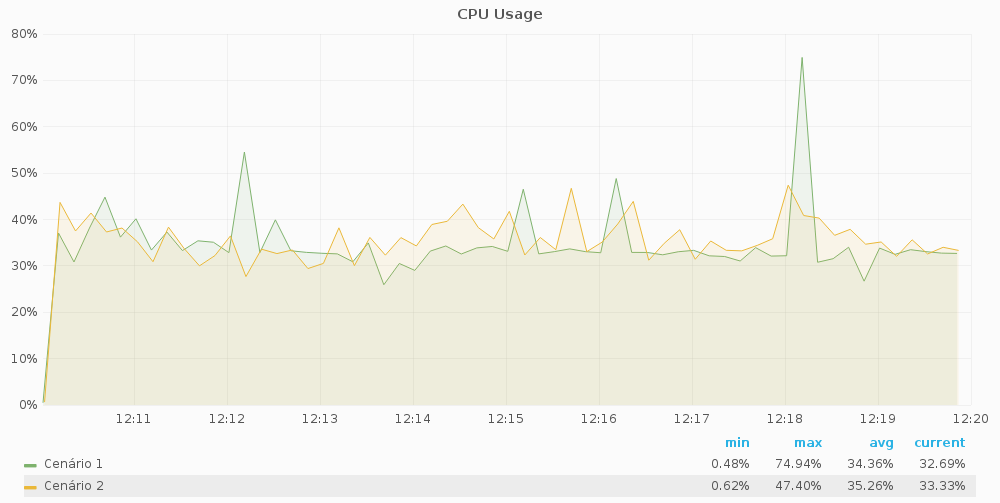 CPU Usage
80%
70%
60%
50%
40%
30%
20%
10%
0%
12:11 12:12 12:13 12:14 12:15 12:16 12:17 12:18 12:19 12:20
min max avg current
Cenário 1 0.48% 74.94% 34.36% 32.69%
Cenário 2 0.62% 47.40% 35.26% 33.33%